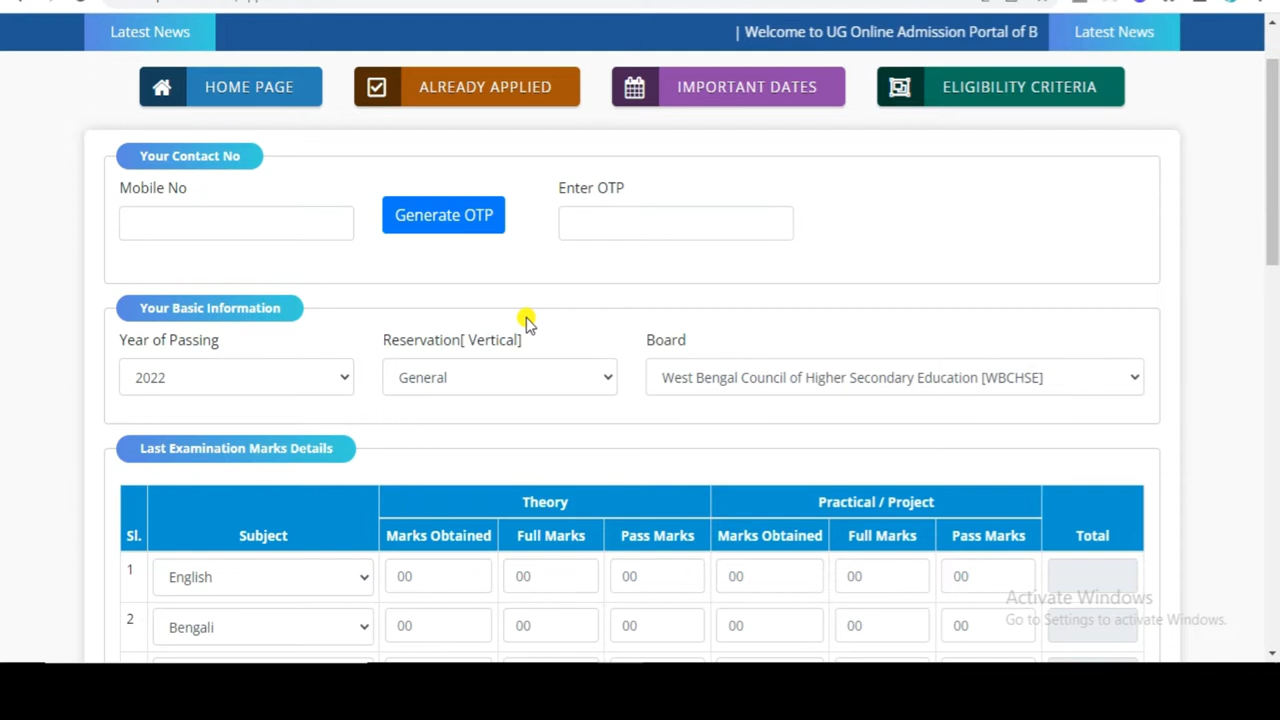 Latest News
| Welcome to UG Online Admission Portal of B
Latest News
HOME PAGE
ALREADY APPLIED
IMPORTANT DATES
ELIGIBILITY CRITERIA
Your Contact No
Mobile No
Generate OTP
Enter OTP
Your Basic Information
Year of Passing
Reservation[ Vertical]
Board
2022
General
West Bengal Council of Higher Secondary Education [WBCHSE]
Last Examination Marks Details
Theory
Practical / Project
Sl.
Subject
Marks Obtained
Full Marks
Pass Marks
Marks Obtained
Full Marks
Pass Marks
Total
1 English 00 00 00 00 00 00
2 Bengali 00 00 00 00 00 00
Activate Windows
Go to Settings to activate Windows.